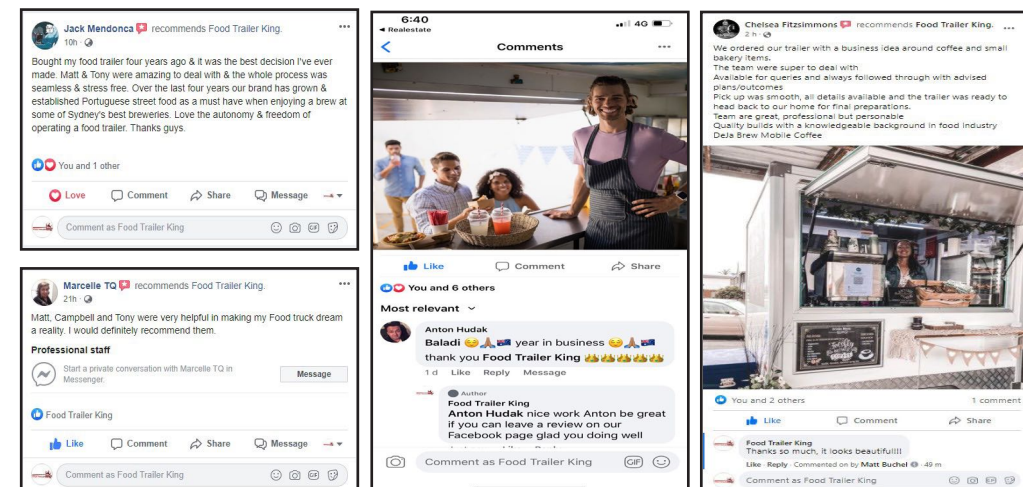 Jack Mendonca recommends Food Trailer King.
10h ·
Bought my food trailer four years ago & it was the best decision I've ever
made. Matt & Tony were amazing to deal with & the whole process was
seamless & stress free. Over the last four years our brand has grown &
established Portuguese street food as a must have when enjoying a brew at
some of Sydney's best breweries. Love the autonomy & freedom of
operating a food trailer. Thanks guys.
You and 1 other
Love Comment Share Message
Comment as Food Trailer King
GIF
Marcelle TQ recommends Food Trailer King.
21h ·
Matt, Campbell and Tony were very helpful in making my Food truck dream
a reality. I would definitely recommend them.
Professional staff
Start a private conversation with Marcelle TQ in
Messenger.
Message
Food Trailer King
Like Comment Share Message
Comment as Food Trailer King
GIF
6:40
4G
Realestate
Comments
Like Comment Share
You and 6 others
Most relevant
Anton Hudak
Baladi 😊🙏🏽🇦🇺 year in business 😊🙏🏽🇦🇺
thank you Food Trailer King 👑👑👑👑👑
1 d Like Reply Message
Author
Food Trailer King
Anton Hudak nice work Anton be great
if you can leave a review on our
Facebook page glad you doing well
Comment as Food Trailer King
GIF
Chelsea Fitzsimmons recommends Food Trailer King.
2 h ·
We ordered our trailer with a business idea around coffee and small
bakery items.
The team were super to deal with
Available for queries and always followed through with advised
plans/outcomes
Pick up was smooth, all details available and the trailer was ready to
head back to our home for final preparations.
Team are great, professional but personable
Quality builds with a knowledgeable background in food industry
DeJa Brew Mobile Coffee
You and 2 others
1 comment
Like Comment Share
Food Trailer King
Thanks so much, it looks beautifullll
Like · Reply · Commented on by Matt Buchel · 49 m
Comment as Food Trailer King
GIF